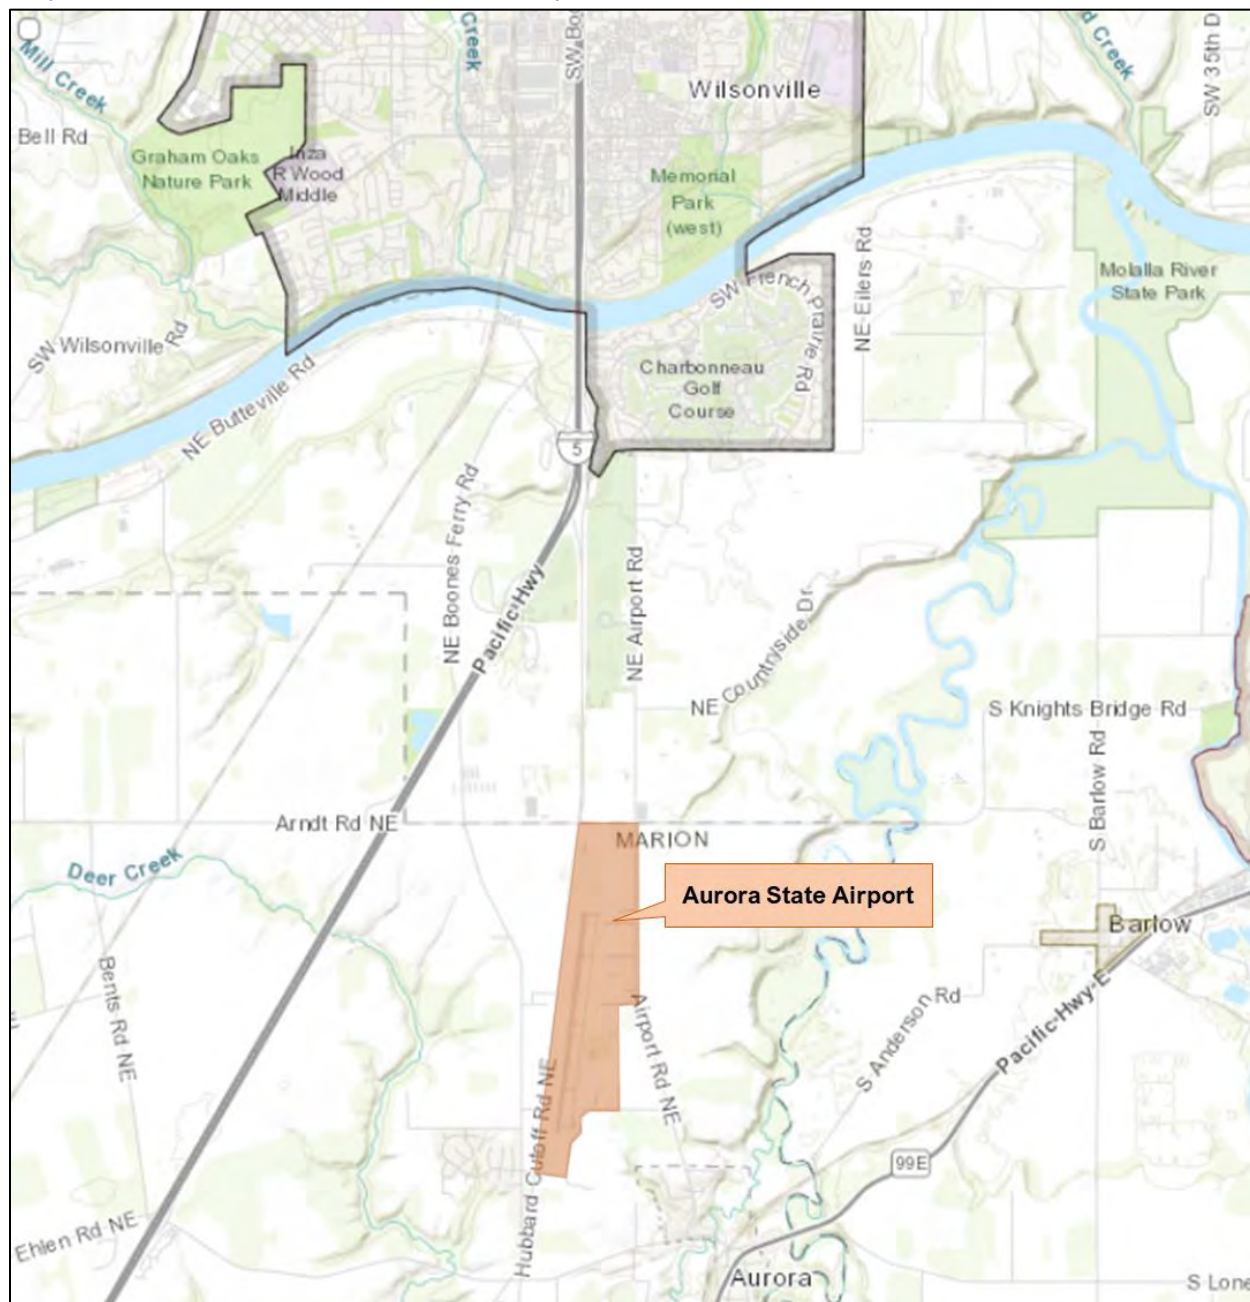 Creek
SW Boo
d Creek
SW 35th D
Mill Creek
Wilsonville
Bell Rd
Graham Oaks
Nature Park
Inza
R Wood
Middle
Memorial
Park
(west)
NE Eilers Rd
Molalla River
State Park
SW French Prairie Rd
SW Wilsonville Rd
NE Butteville Rd
Charbonneau
Golf
Course
5
NE Boones Ferry Rd
Pacific Hwy
NE Airport Rd
NE Countryside Dr
S Knights Bridge Rd
S Barlow Rd
Arndt Rd NE
MARION
Deer Creek
Aurora State Airport
Barlow
Bents Rd NE
Airport Rd NE
S Anderson Rd
Pacific Hwy E
Hubbard Cutoff Rd NE
99E
Ehlen Rd NE
Aurora
S Lone